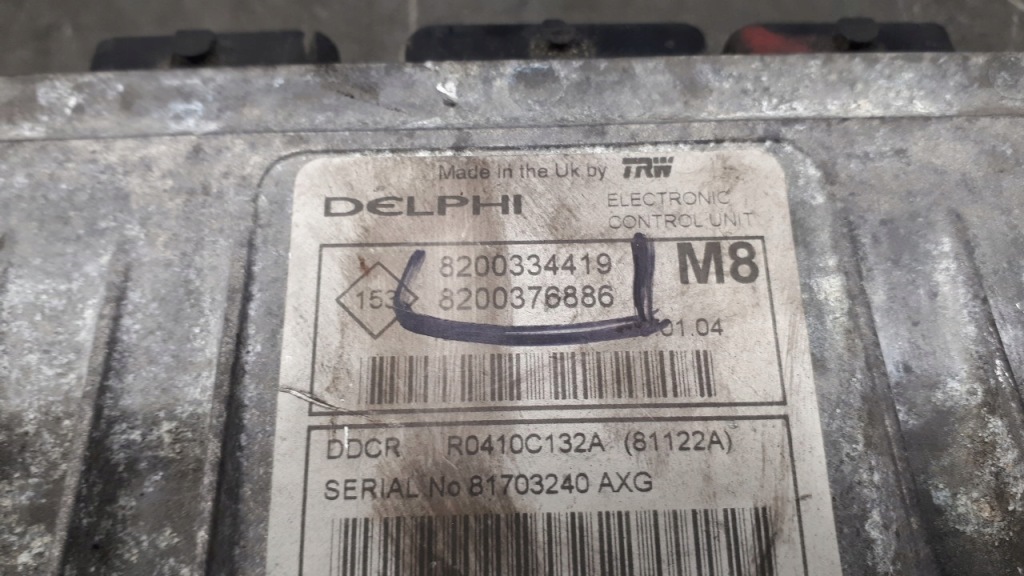 Made in the Uk by TRW
DELPHI
ELECTRONIC
CONTROL UNIT
8200334419
M8
153
8200376886
01.04
DDCR R0410C132A (81122A)
SERIAL No 81703240 AXG